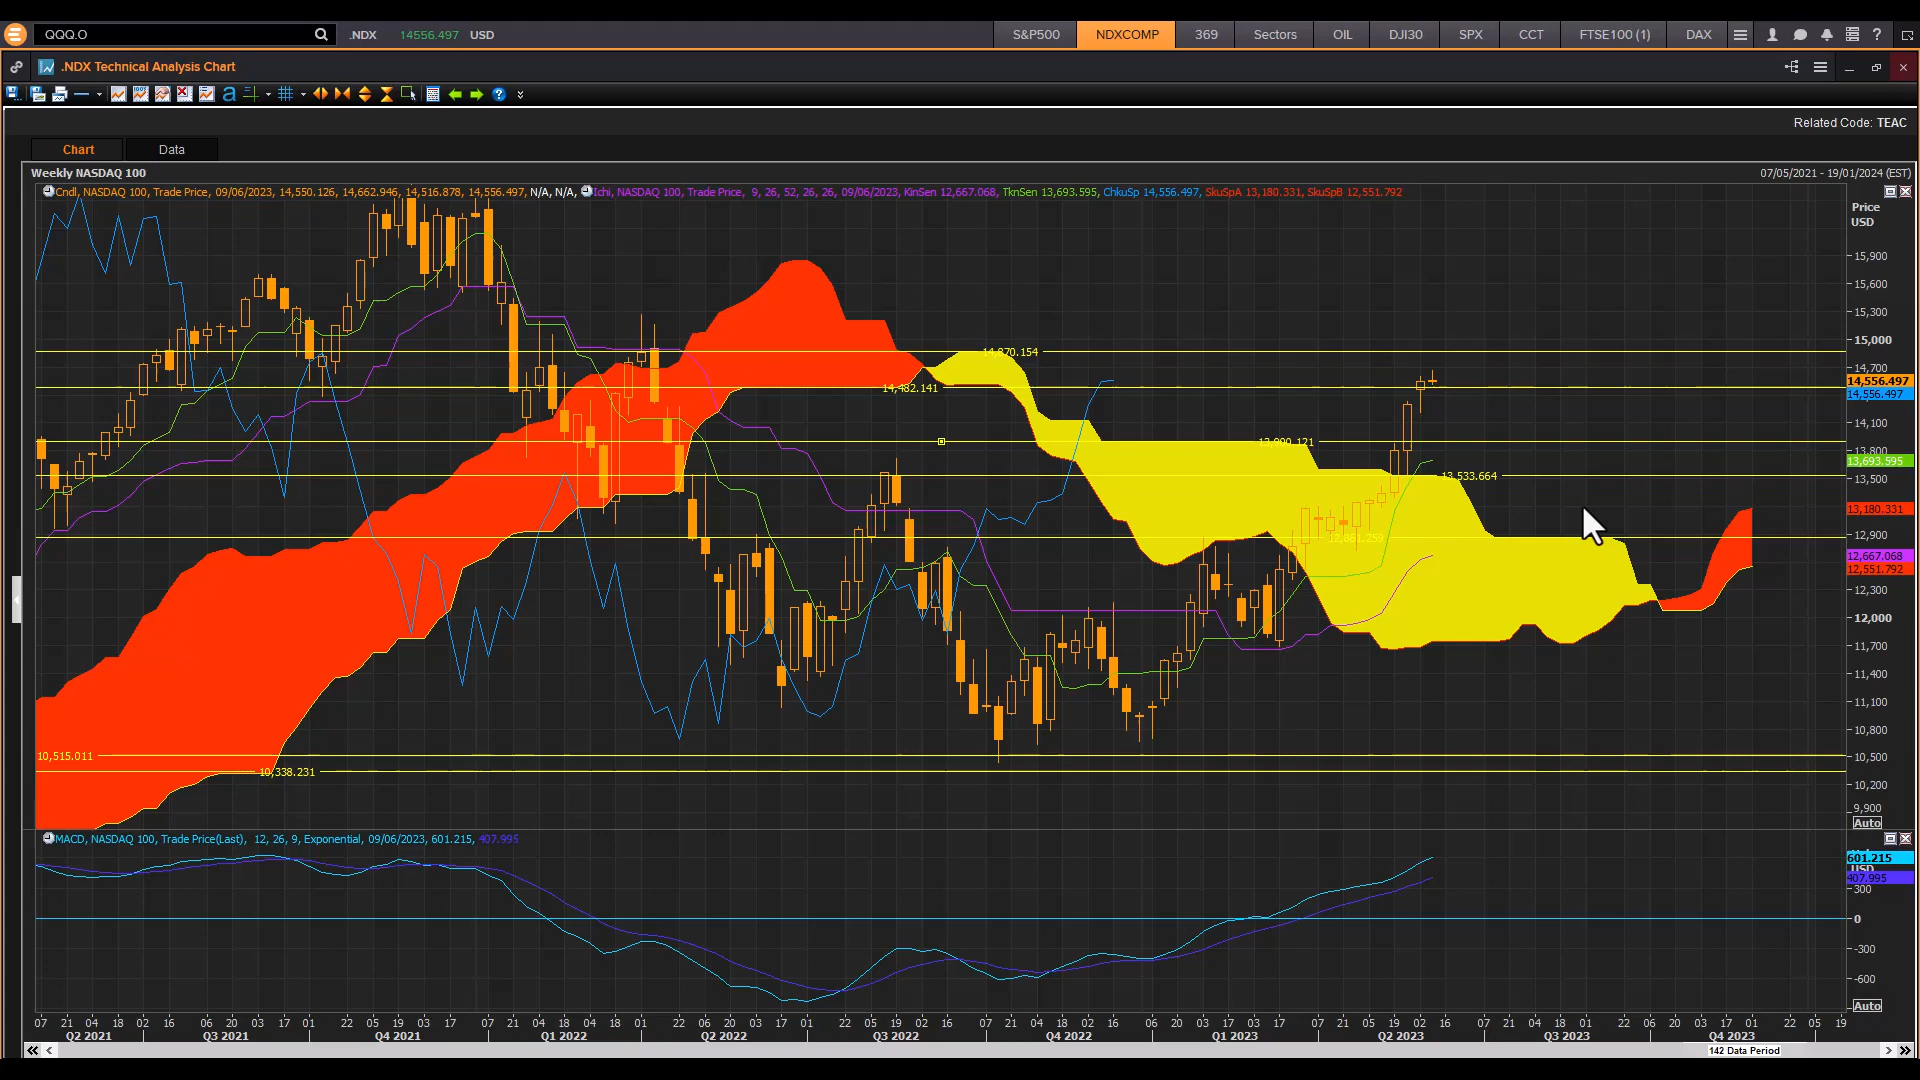 QQQ.O .NDX 14556.497 USD S&P500 NDXCOMP 369 Sectors OIL DJI30 SPX CCT FTSE100 (1) DAX
.NDX Technical Analysis Chart
Related Code: TEAC
Chart Data
Weekly NASDAQ 100
07/05/2021 - 19/01/2024 (EST)
Cndl, NASDAQ 100, Trade Price, 09/06/2023, 14,550.126, 14,662.946, 14,516.878, 14,556.497, N/A, N/A, Ichi, NASDAQ 100, Trade Price, 9, 26, 52, 26, 26, 09/06/2023, KinSen 12,667.068, TknSen 13,693.595, ChkuSp 14,556.497, SkuSpA 13,180.331, SkuSpB 12,551.792
Price
USD
15,900
15,600
15,300
15,000
14,870.154
14,700
14,556.497
14,482.141
14,556.497
14,100
13,800
13,693.595
13,533.664
13,500
13,180.331
12,900
12,861.259
12,667.068
12,551.792
12,300
12,000
11,700
11,400
11,100
10,800
10,515.011
10,500
10,338.231
10,200
9,900
Auto
MACD, NASDAQ 100, Trade Price(Last), 12, 26, 9, Exponential, 09/06/2023, 601.215, 407.995
601.215
USD
407.995
300
0
-300
-600
Auto
07 21 04 18 02 16 06 20 03 17 01 22 05 19 03 17 07 21 04 18 04 18 01 22 06 20 03 17 01 22 05 19 02 16 07 21 04 18 02 16 06 20 03 17 07 21 05 19 02 16 07 21 04 18 01 22 06 20 03 17 01 22 05 19
Q2 2021 Q3 2021 Q4 2021 Q1 2022 Q2 2022 Q3 2022 Q4 2022 Q1 2023 Q2 2023 Q3 2023 Q4 2023
142 Data Period